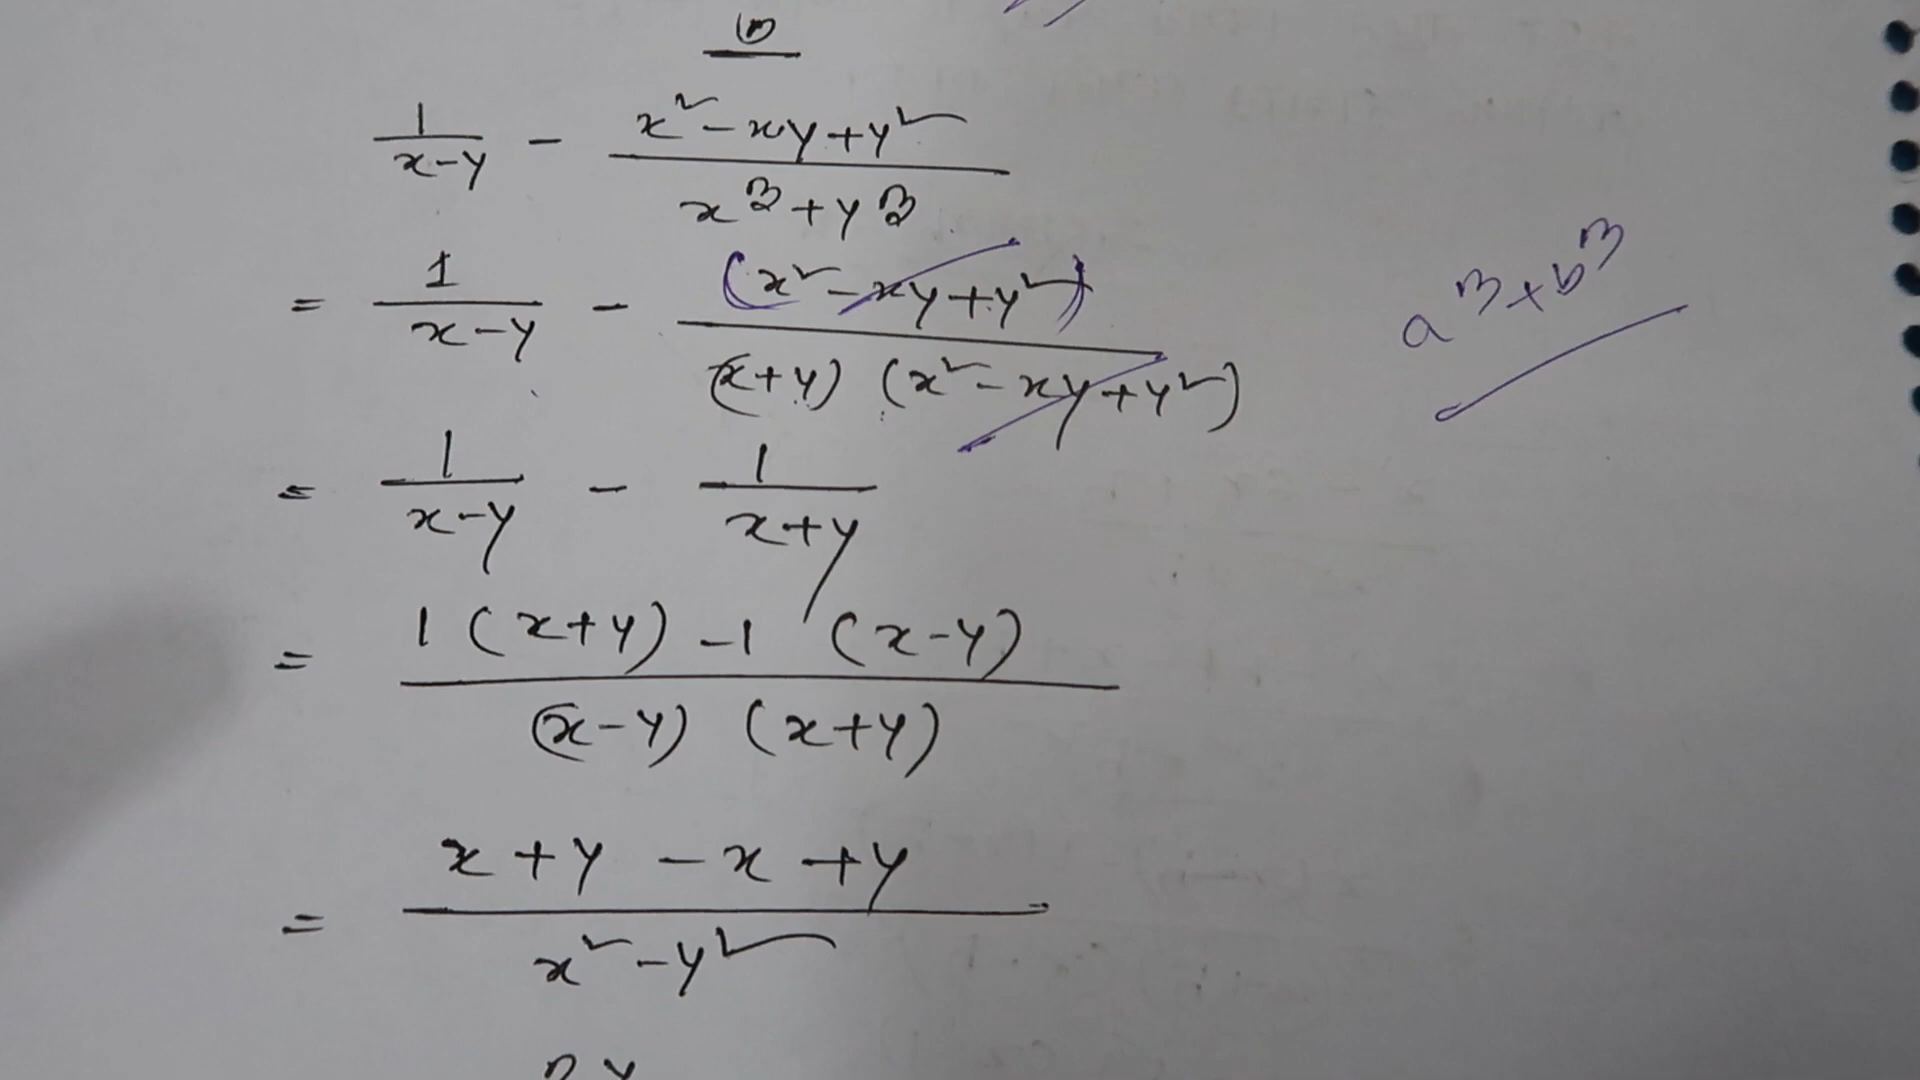 1/(x-y) - (x²-xy+y²)/(x³+y³)
= 1/(x-y) - (x²-xy+y²)/((x+y) (x²-xy+y²))
a³+b³
= 1/(x-y) - 1/(x+y)
= (1(x+y) -1 (x-y))/((x-y) (x+y))
= (x+y -x +y)/(x²-y²)